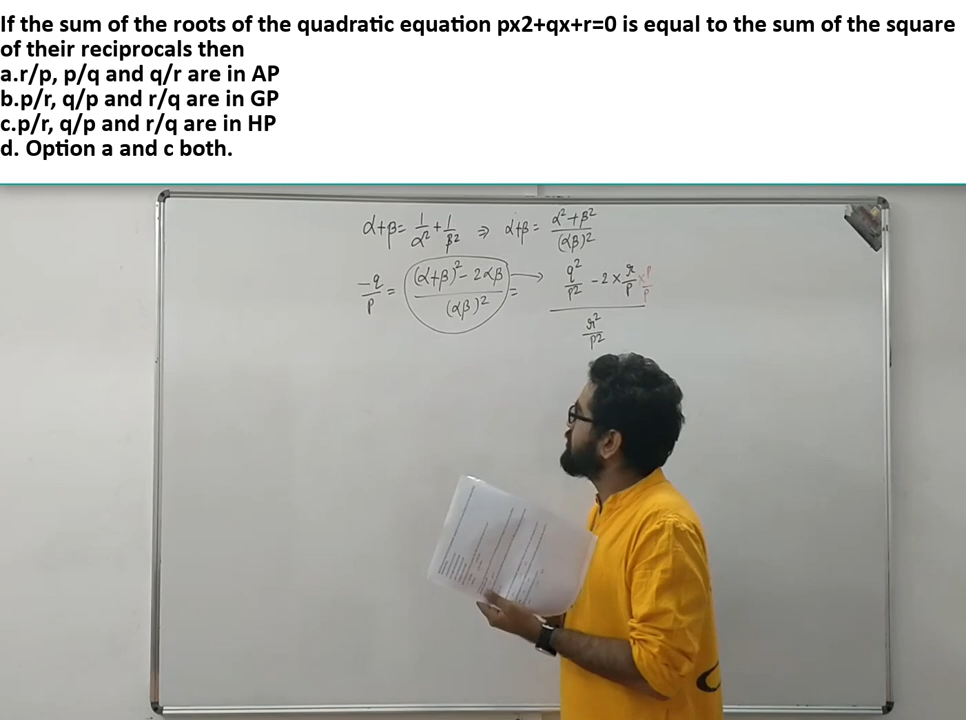 If the sum of the roots of the quadratic equation px2+qx+r=0 is equal to the sum of the square
of their reciprocals then
a.r/p, p/q and q/r are in AP
b.p/r, q/p and r/q are in GP
c.p/r, q/p and r/q are in HP
d. Option a and c both.
α+β = 1/α² + 1/β² ⇒ α+β = α²+β²/(αβ)²
-q/p = (α+β)² - 2αβ/(αβ)² = → q²/p² - 2 × r/p × p/p
r²/p²